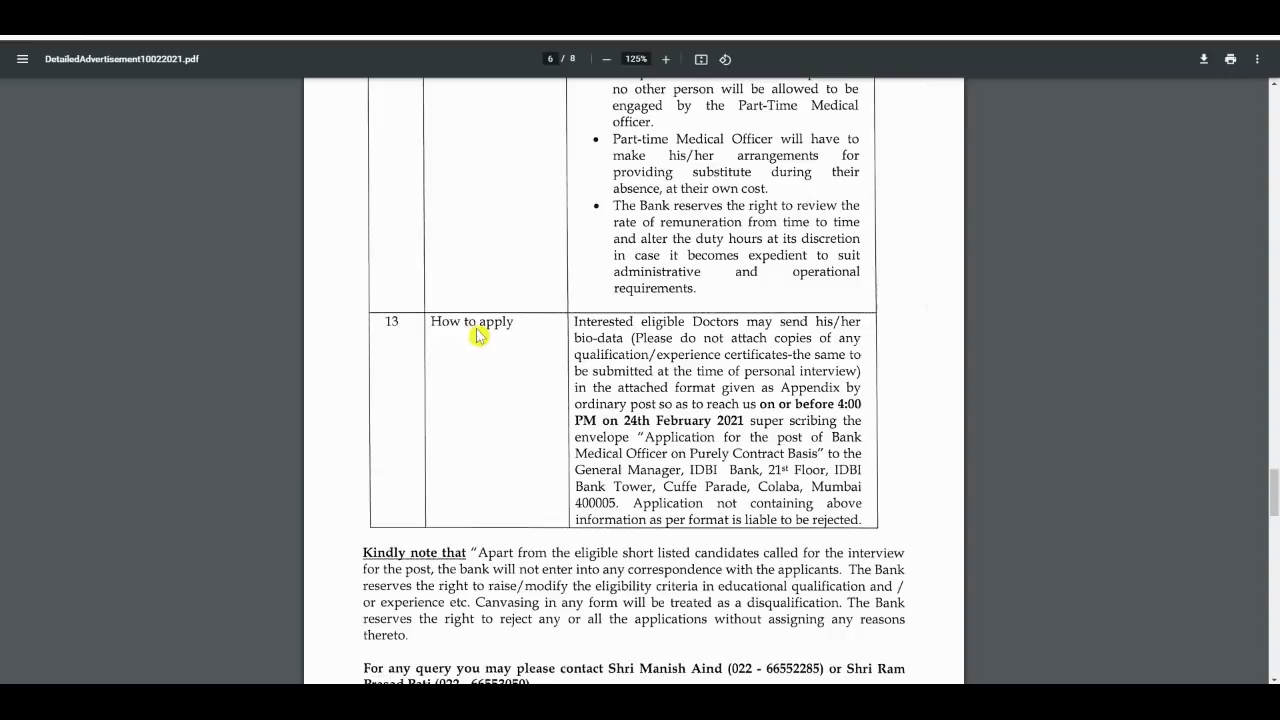 DetailedAdvertisement10022021.pdf
6 / 8
125%
no other person will be allowed to be
engaged by the Part-Time Medical
officer.
• Part-time Medical Officer will have to
make his/her arrangements for
providing substitute during their
absence, at their own cost.
• The Bank reserves the right to review the
rate of remuneration from time to time
and alter the duty hours at its discretion
in case it becomes expedient to suit
administrative and operational
requirements.
13
How to apply
Interested eligible Doctors may send his/her
bio-data (Please do not attach copies of any
qualification/experience certificates-the same to
be submitted at the time of personal interview)
in the attached format given as Appendix by
ordinary post so as to reach us on or before 4:00
PM on 24th February 2021 super scribing the
envelope “Application for the post of Bank
Medical Officer on Purely Contract Basis” to the
General Manager, IDBI Bank, 21st Floor, IDBI
Bank Tower, Cuffe Parade, Colaba, Mumbai
400005. Application not containing above
information as per format is liable to be rejected.
Kindly note that “Apart from the eligible short listed candidates called for the interview
for the post, the bank will not enter into any correspondence with the applicants. The Bank
reserves the right to raise/modify the eligibility criteria in educational qualification and /
or experience etc. Canvasing in any form will be treated as a disqualification. The Bank
reserves the right to reject any or all the applications without assigning any reasons
thereto.
For any query you may please contact Shri Manish Aind (022 - 66552285) or Shri Ram